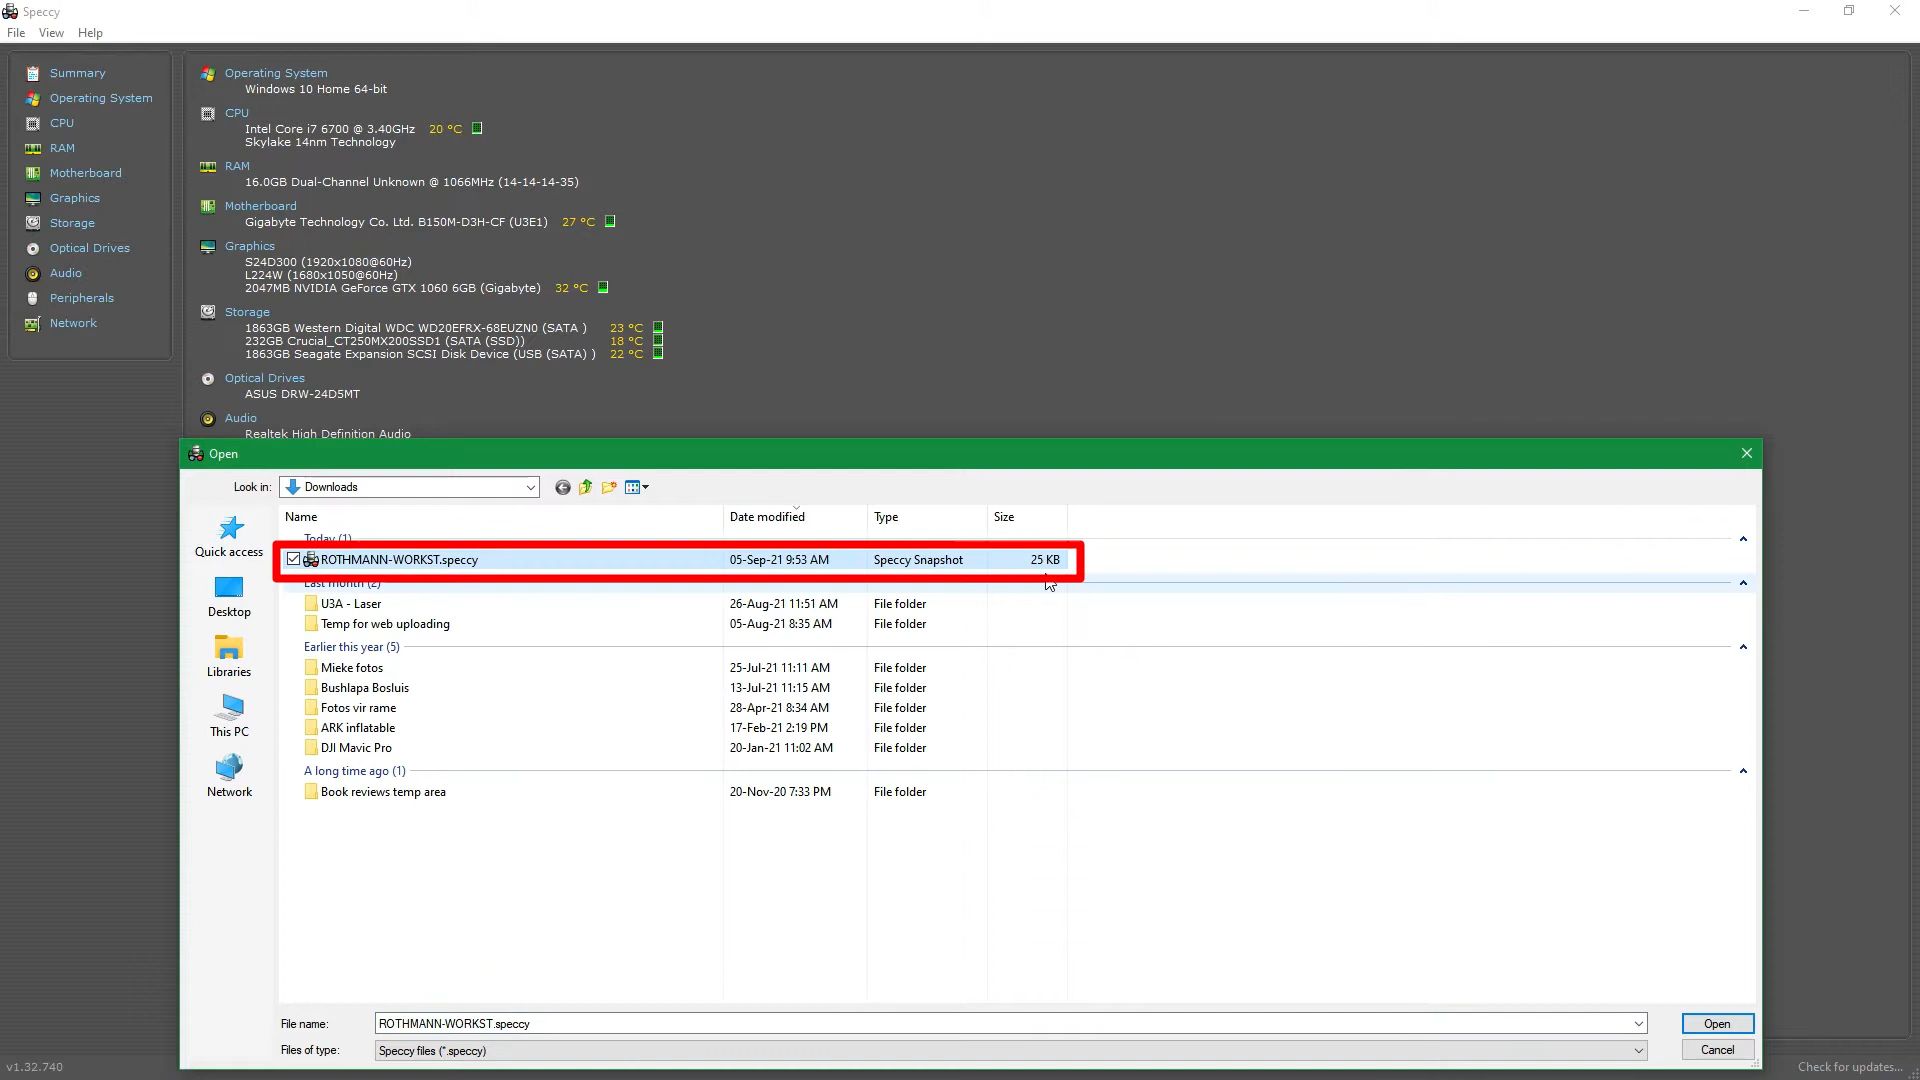 Speccy
File View Help
Summary
Operating System
CPU
RAM
Motherboard
Graphics
Storage
Optical Drives
Audio
Peripherals
Network
Operating System
Windows 10 Home 64-bit
CPU
Intel Core i7 6700 @ 3.40GHz 20 °C
Skylake 14nm Technology
RAM
16.0GB Dual-Channel Unknown @ 1066MHz (14-14-14-35)
Motherboard
Gigabyte Technology Co. Ltd. B150M-D3H-CF (U3E1) 27 °C
Graphics
S24D300 (1920x1080@60Hz)
L224W (1680x1050@60Hz)
2047MB NVIDIA GeForce GTX 1060 6GB (Gigabyte) 32 °C
Storage
1863GB Western Digital WDC WD20EFRX-68EUZN0 (SATA ) 23 °C
232GB Crucial_CT250MX200SSD1 (SATA (SSD)) 18 °C
1863GB Seagate Expansion SCSI Disk Device (USB (SATA) ) 22 °C
Optical Drives
ASUS DRW-24D5MT
Audio
Realtek High Definition Audio
Open
Look in: Downloads
Quick access
Desktop
Libraries
This PC
Network
Name Date modified Type Size
Today (1)
ROTHMANN-WORKST.speccy 05-Sep-21 9:53 AM Speccy Snapshot 25 KB
Last month (2)
U3A - Laser 26-Aug-21 11:51 AM File folder
Temp for web uploading 05-Aug-21 8:35 AM File folder
Earlier this year (5)
Mieke fotos 25-Jul-21 11:11 AM File folder
Bushlapa Bosluis 13-Jul-21 11:15 AM File folder
Fotos vir rame 28-Apr-21 8:34 AM File folder
ARK inflatable 17-Feb-21 2:19 PM File folder
DJI Mavic Pro 20-Jan-21 11:02 AM File folder
A long time ago (1)
Book reviews temp area 20-Nov-20 7:33 PM File folder
File name: ROTHMANN-WORKST.speccy Open
Files of type: Speccy files (*.speccy) Cancel
v1.32.740 Check for updates...